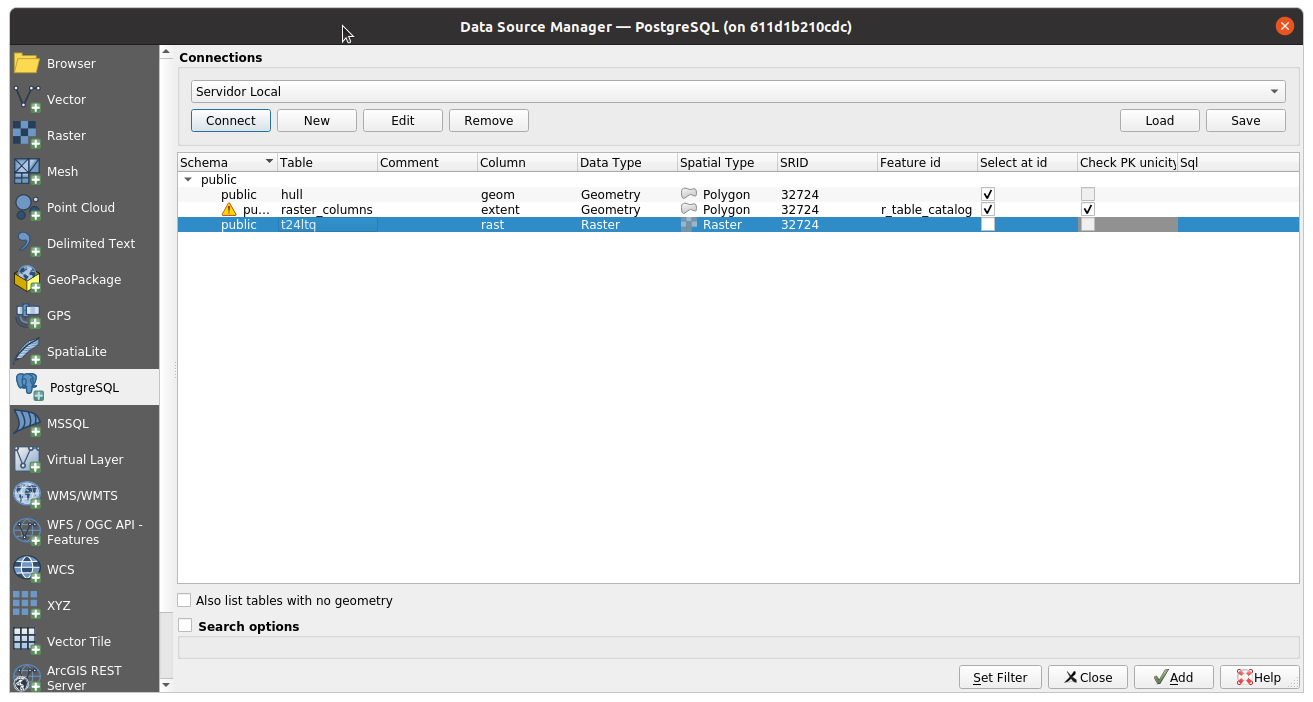 Data Source Manager — PostgreSQL (on 611d1b210cdc)
Browser
Vector
Raster
Mesh
Point Cloud
Delimited Text
GeoPackage
GPS
SpatiaLite
PostgreSQL
MSSQL
Virtual Layer
WMS/WMTS
WFS / OGC API -
Features
WCS
XYZ
Vector Tile
ArcGIS REST
Server
Connections
Servidor Local
Connect New Edit Remove Load Save
Schema Table Comment Column Data Type Spatial Type SRID Feature id Select at id Check PK unicity Sql
public
public hull geom Geometry Polygon 32724
pu... raster_columns extent Geometry Polygon 32724 r_table_catalog
public t24ltq rast Raster Raster 32724
Also list tables with no geometry
Search options
Set Filter Close Add Help